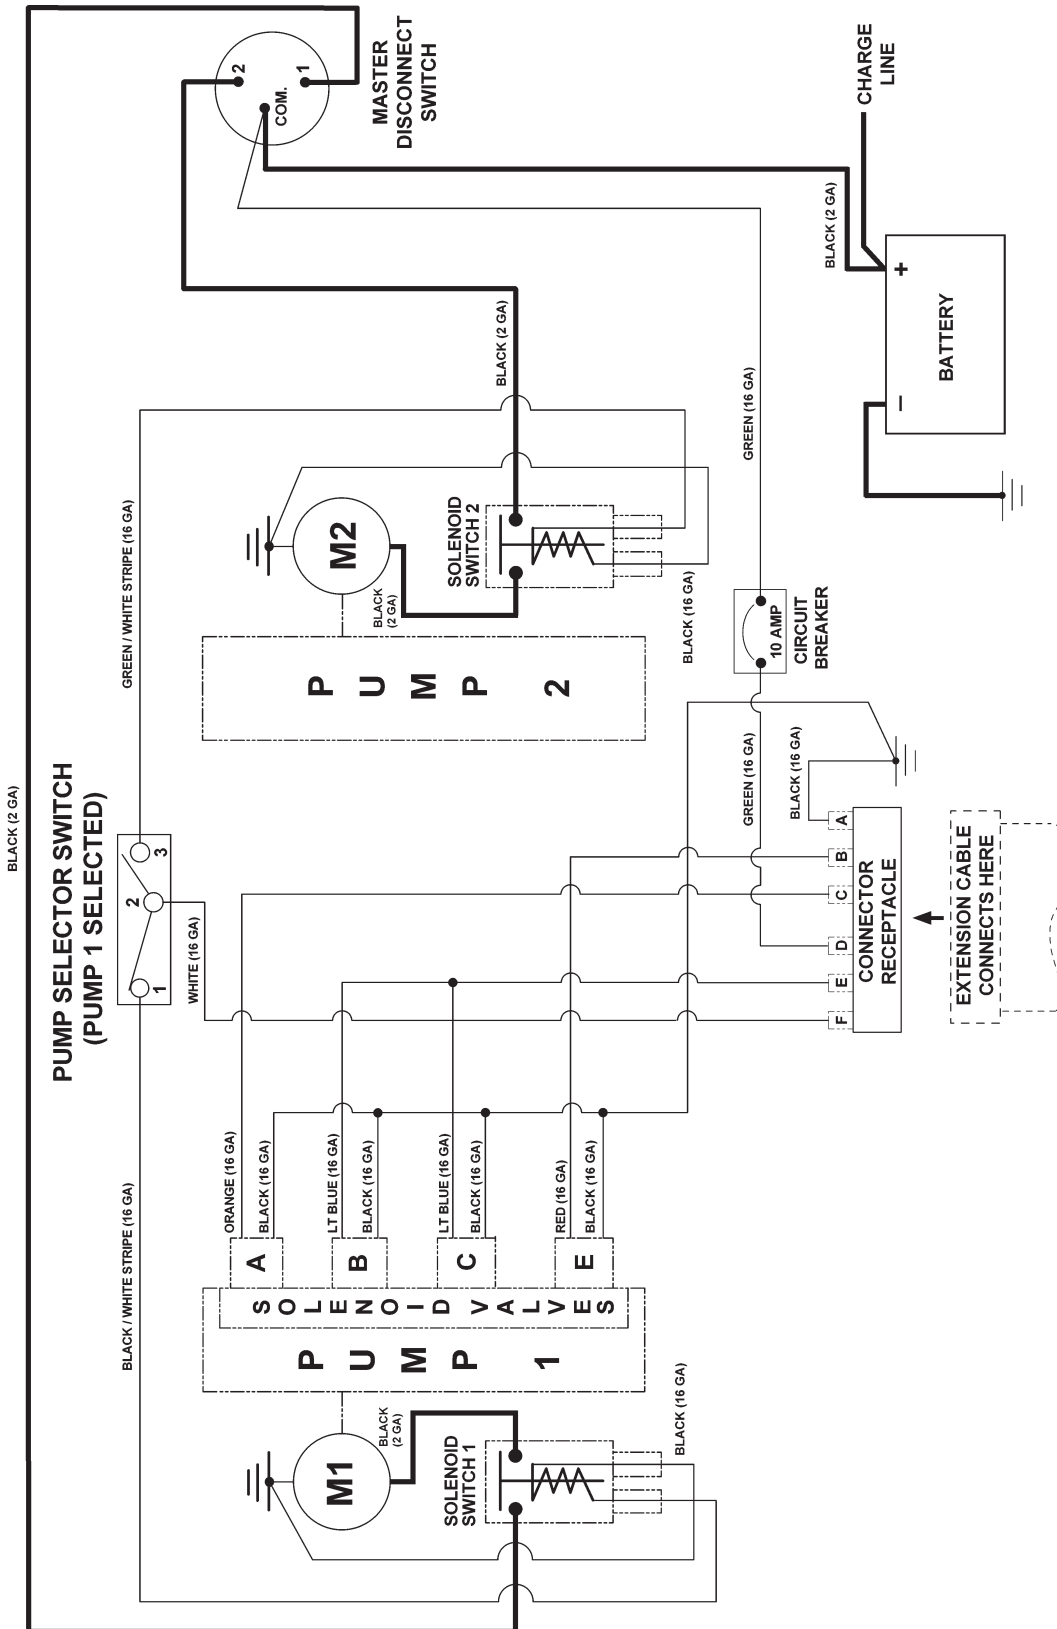 BLACK (2 GA)
PUMP SELECTOR SWITCH
(PUMP 1 SELECTED)
BLACK / WHITE STRIPE (16 GA)
1
2
3
GREEN / WHITE STRIPE (16 GA)
WHITE (16 GA)
2
1
COM.
MASTER
DISCONNECT
SWITCH
ORANGE (16 GA)
BLACK (16 GA)
LT BLUE (16 GA)
BLACK (16 GA)
LT BLUE (16 GA)
BLACK (16 GA)
RED (16 GA)
BLACK (16 GA)
A
B
C
E
SOLENOID VALVES
PUMP 1
M1
BLACK
(2 GA)
SOLENOID
SWITCH 1
BLACK (16 GA)
PUMP 2
M2
BLACK
(2 GA)
SOLENOID
SWITCH 2
BLACK (2 GA)
BLACK (16 GA)
GREEN (16 GA)
10 AMP
CIRCUIT
BREAKER
GREEN (16 GA)
BLACK (16 GA)
F
E
D
C
B
A
CONNECTOR
RECEPTACLE
EXTENSION CABLE
CONNECTS HERE
BLACK (2 GA)
CHARGE
LINE
–
+
BATTERY